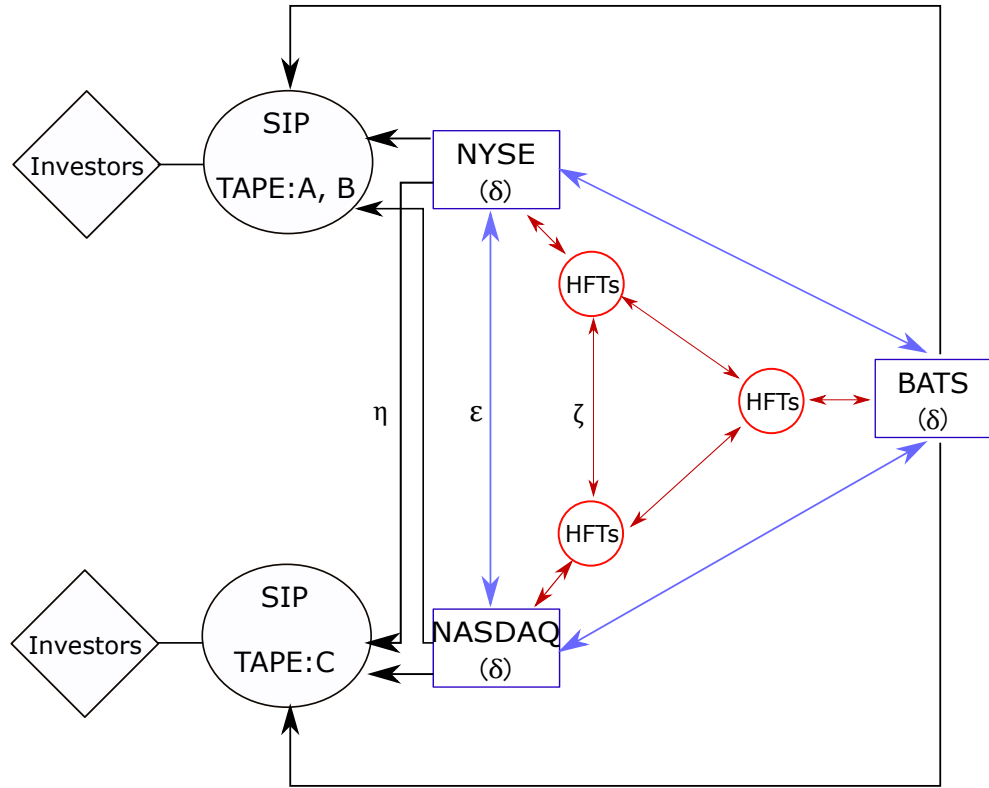 SIP
TAPE:A, B
Investors
NYSE
(δ)
HFTs
HFTs
BATS
(δ)
η
ε
ζ
HFTs
SIP
TAPE:C
Investors
NASDAQ
(δ)